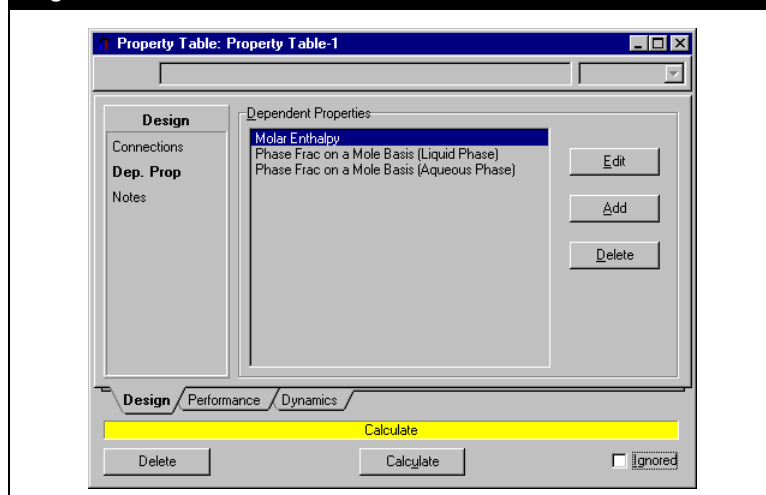 Property Table: Property Table-1
Design
Connections
Dep. Prop
Notes
Dependent Properties
Molar Enthalpy
Phase Frac on a Mole Basis (Liquid Phase)
Phase Frac on a Mole Basis (Aqueous Phase)
Edit
Add
Delete
Design Performance Dynamics
Calculate
Delete Calculate Ignored